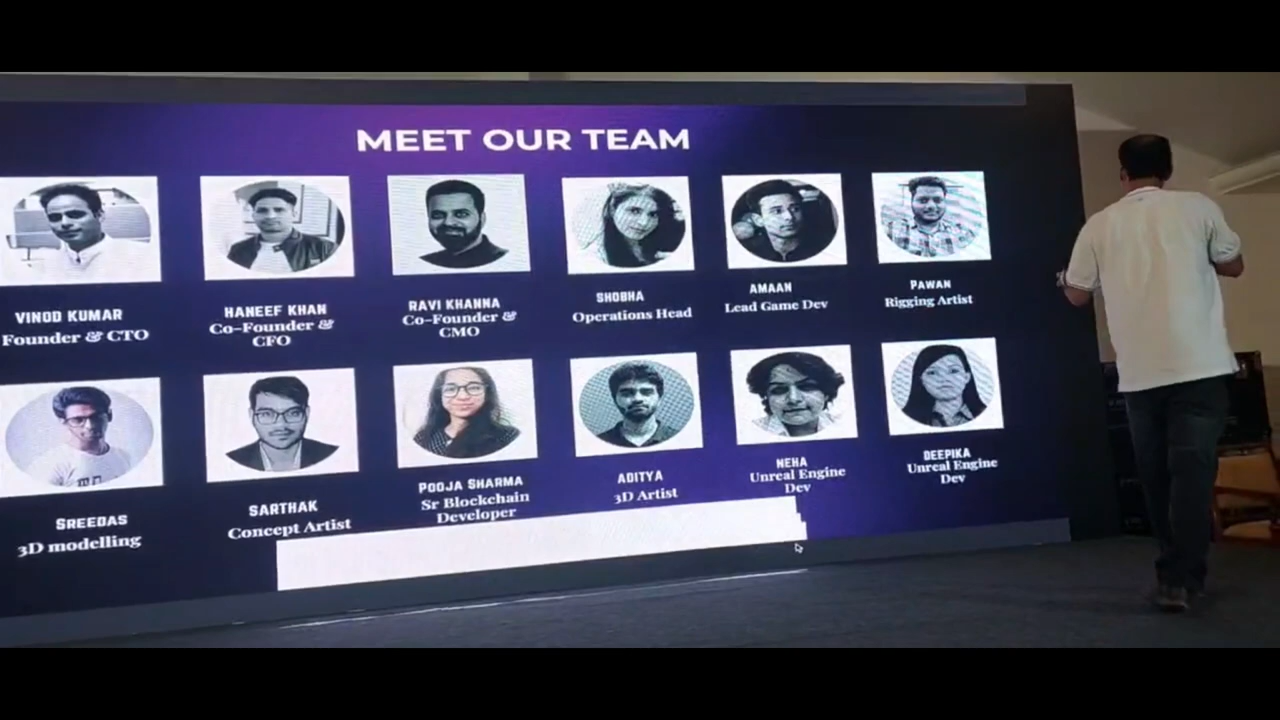 MEET OUR TEAM
VINOD KUMAR
Founder & CTO
HANEEF KHAN
Co-Founder &
CFO
RAVI KHANNA
Co-Founder &
CMO
SHOBHA
Operations Head
AMAAN
Lead Game Dev
PAWAN
Rigging Artist
SREEDAS
3D modelling
SARTHAK
Concept Artist
POOJA SHARMA
Sr Blockchain
Developer
ADITYA
3D Artist
NEHA
Unreal Engine
Dev
DEEPIKA
Unreal Engine
Dev